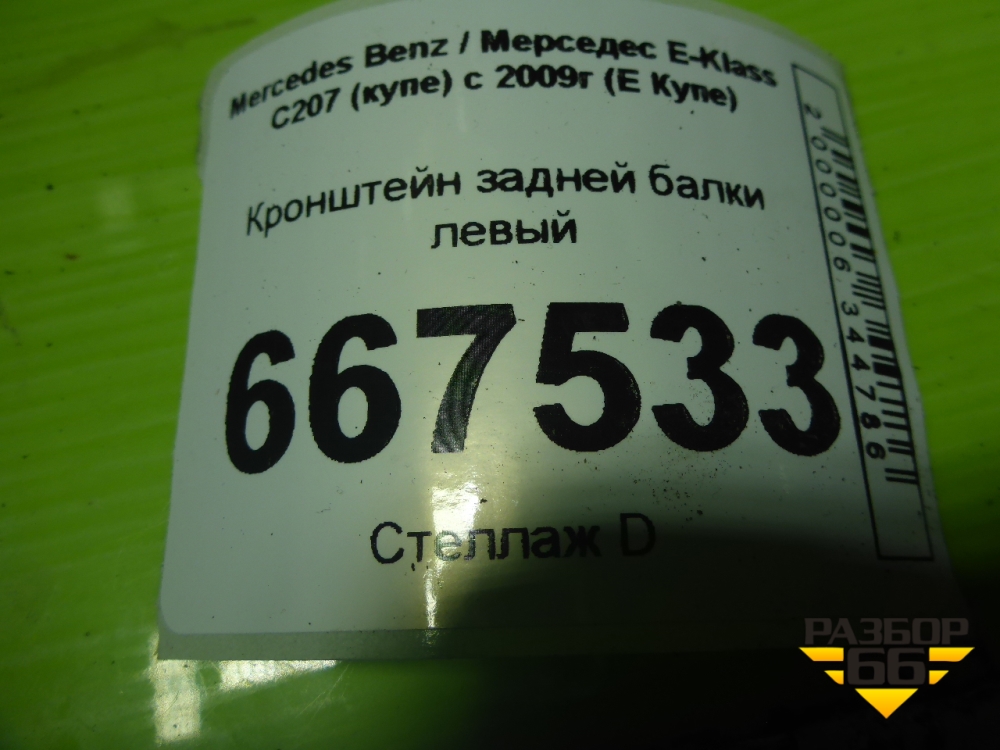 Mercedes Benz / Мерседес E-Klass
C207 (купе) с 2009г (Е Купе)
Кронштейн задней балки
левый
667533
Стеллаж D
2000006344786
РАЗБОР
66